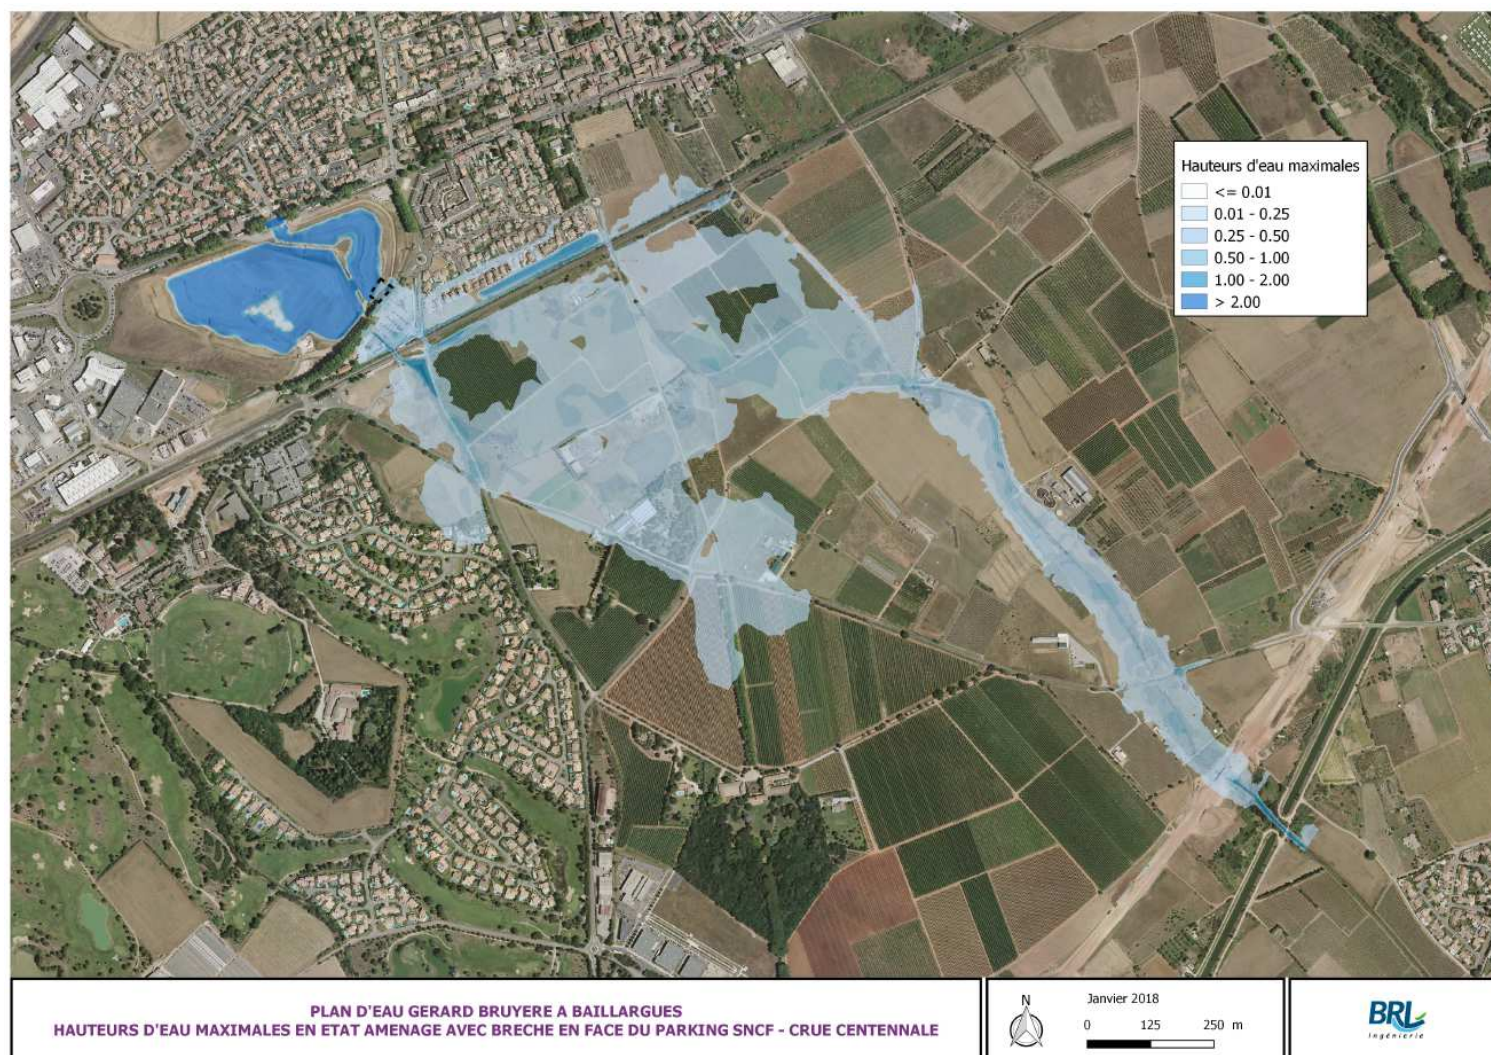 Hauteurs d'eau maximales
<= 0.01
0.01 - 0.25
0.25 - 0.50
0.50 - 1.00
1.00 - 2.00
> 2.00
PLAN D'EAU GERARD BRUYERE A BAILLARGUES
HAUTEURS D'EAU MAXIMALES EN ETAT AMENAGE AVEC BRECHE EN FACE DU PARKING SNCF - CRUE CENTENNALE
N
Janvier 2018
0 125 250 m
BRL
Ingénierie